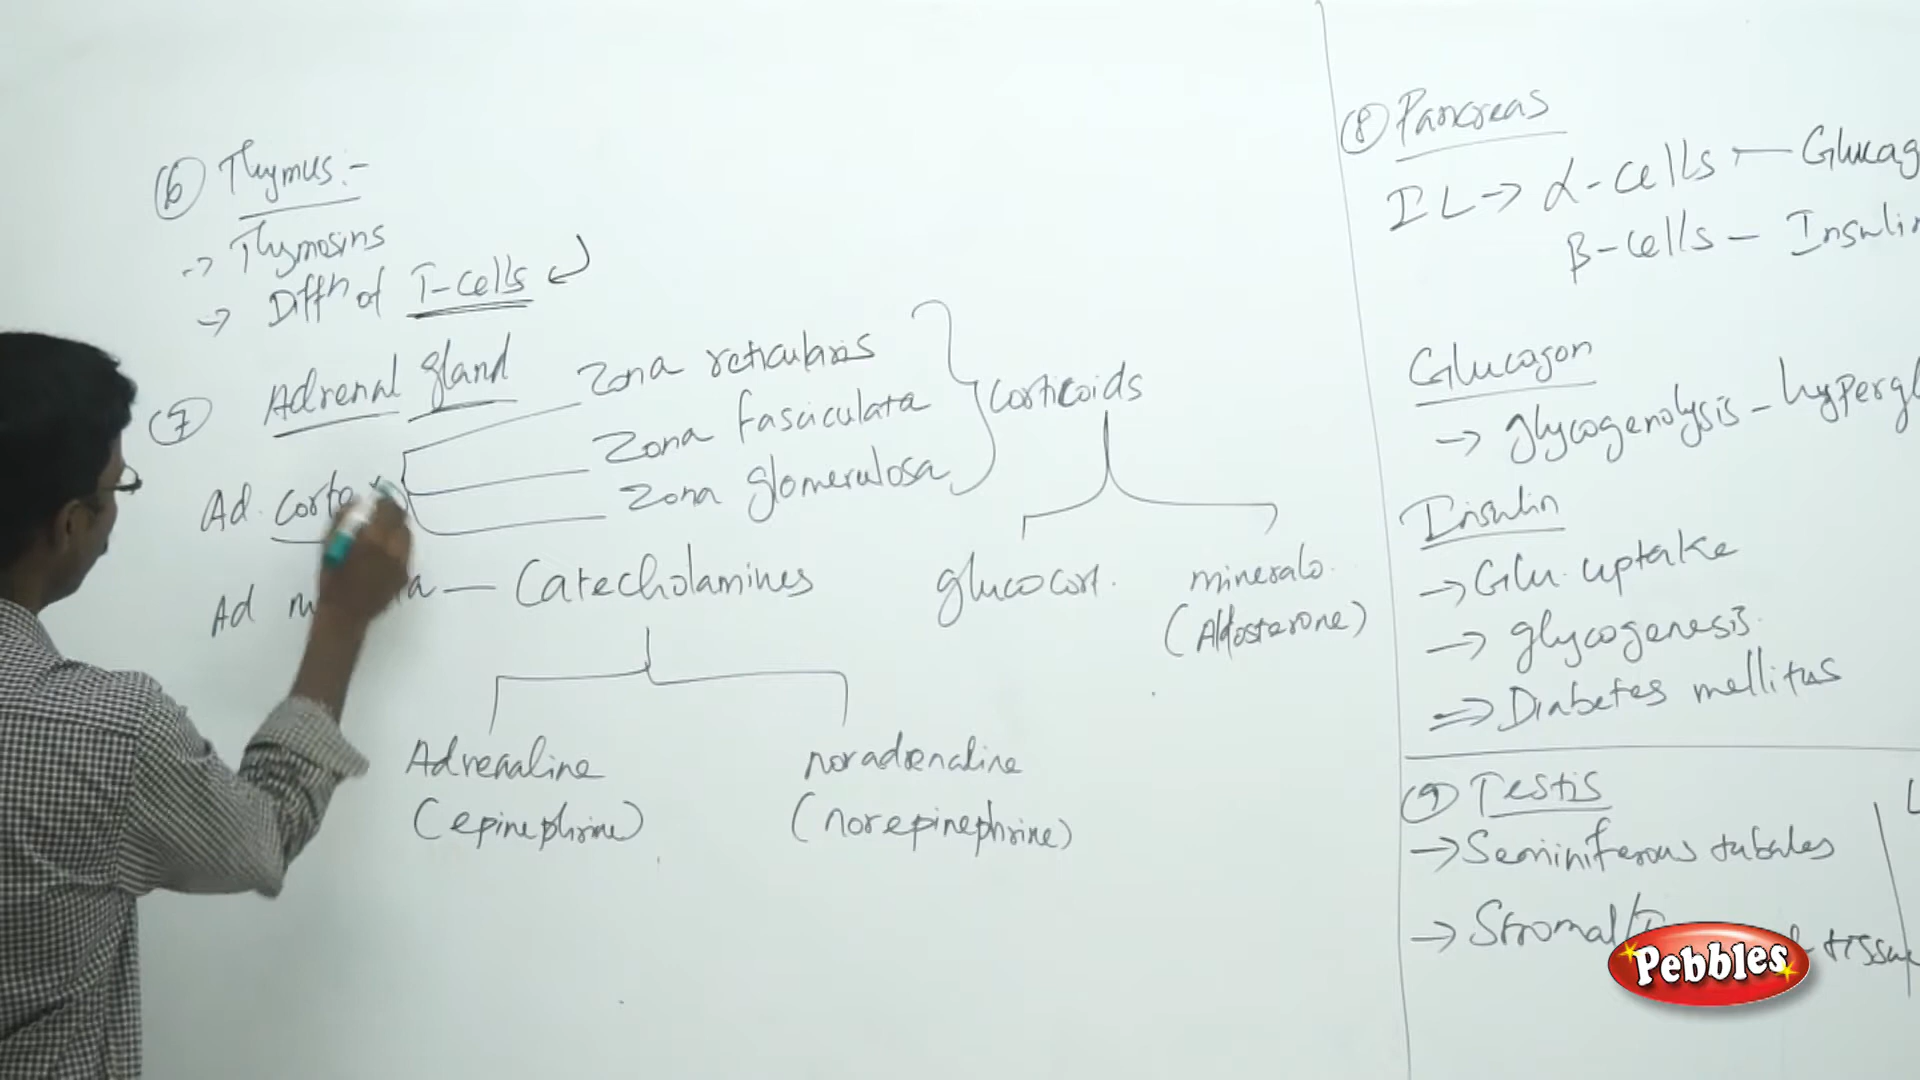 ⑥ Thymus:-
-> Thymosins
-> Diffn of T-cells
⑦ Adrenal gland
Zona reticularis
Zona fasciculata
Zona glomerulosa
Corticoids
Ad. cortex
Ad
— Catecholamines
glucocort.
mineralo.
(Aldosterone)
Adrenaline
(epinephrine)
noradrenaline
(norepinephrine)
⑧ Pancreas
IL -> α-cells — Glucag
β-cells - Insulin
Glucagon
-> glycogenolysis - hypergl
Insulin
-> Glu. uptake
-> glycogenesis.
=> Diabetes mellitus
⑨ Testis
-> Seminiferous tubules
-> Stromal/ tissue
Pebbles